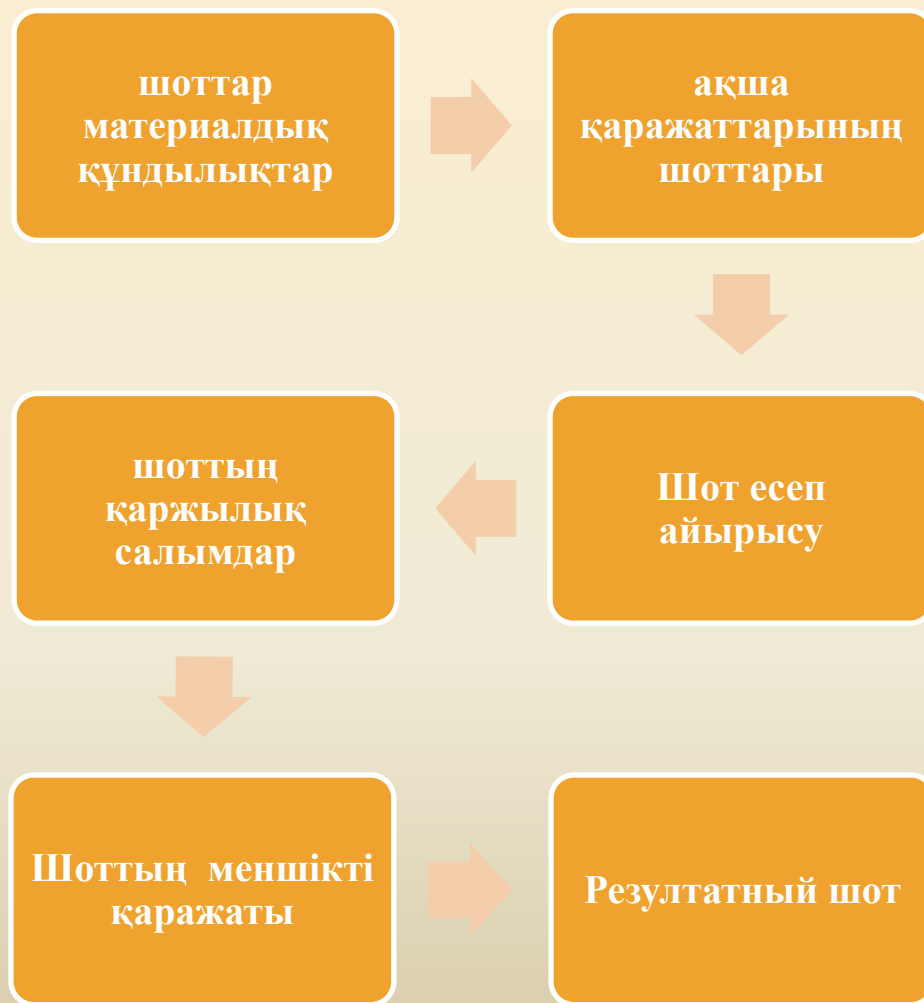 шоттар
материалдық
құндылықтар
ақша
қаражаттарының
шоттары
Шот есеп
айырысу
шоттың
қаржылық
салымдар
Шоттың меншікті
қаражаты
Резултатный шот